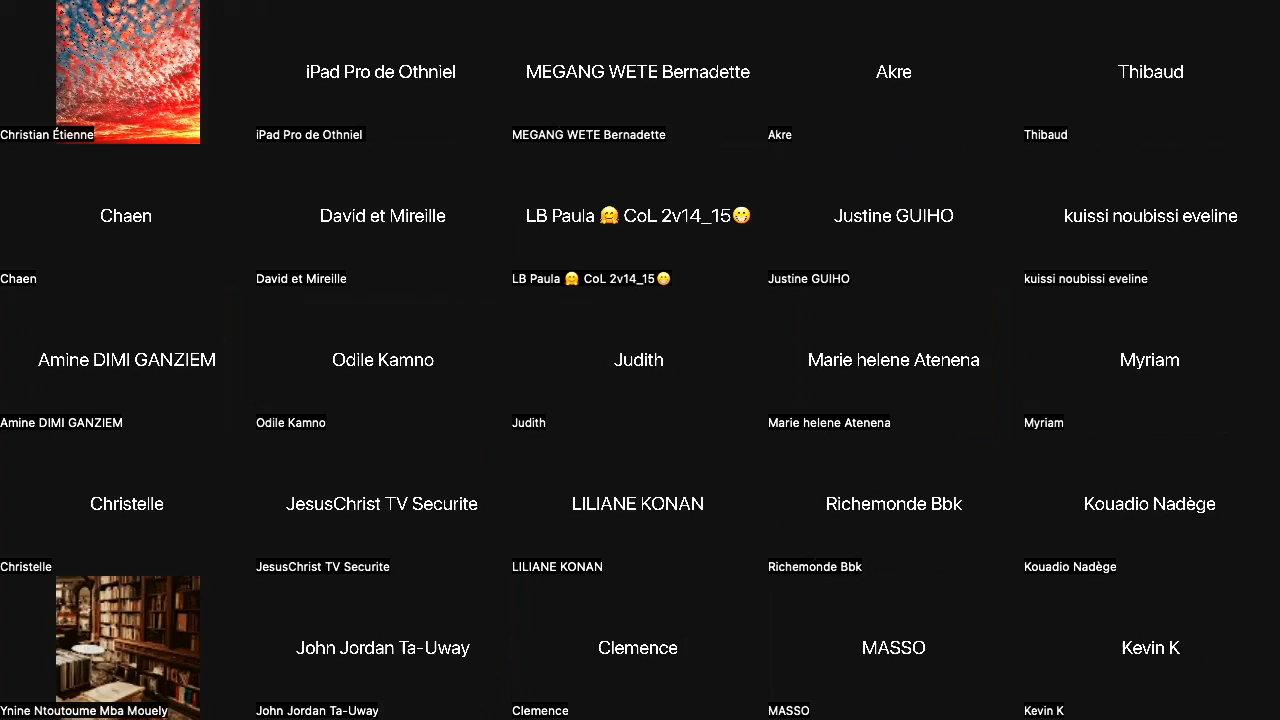 iPad Pro de Othniel
MEGANG WETE Bernadette
Akre
Thibaud
Christian Étienne
iPad Pro de Othniel
MEGANG WETE Bernadette
Akre
Thibaud
Chaen
David et Mireille
LB Paula 🤗 CoL 2v14_15🤭
Justine GUIHO
kuissi noubissi eveline
Chaen
David et Mireille
LB Paula 🤗 CoL 2v14_15🤭
Justine GUIHO
kuissi noubissi eveline
Amine DIMI GANZIEM
Odile Kamno
Judith
Marie helene Atenena
Myriam
Amine DIMI GANZIEM
Odile Kamno
Judith
Marie helene Atenena
Myriam
Christelle
JesusChrist TV Securite
LILIANE KONAN
Richemonde Bbk
Kouadio Nadège
Christelle
JesusChrist TV Securite
LILIANE KONAN
Richemonde Bbk
Kouadio Nadège
John Jordan Ta-Uway
Clemence
MASSO
Kevin K
Ynine Ntoutoume Mba Mouely
John Jordan Ta-Uway
Clemence
MASSO
Kevin K